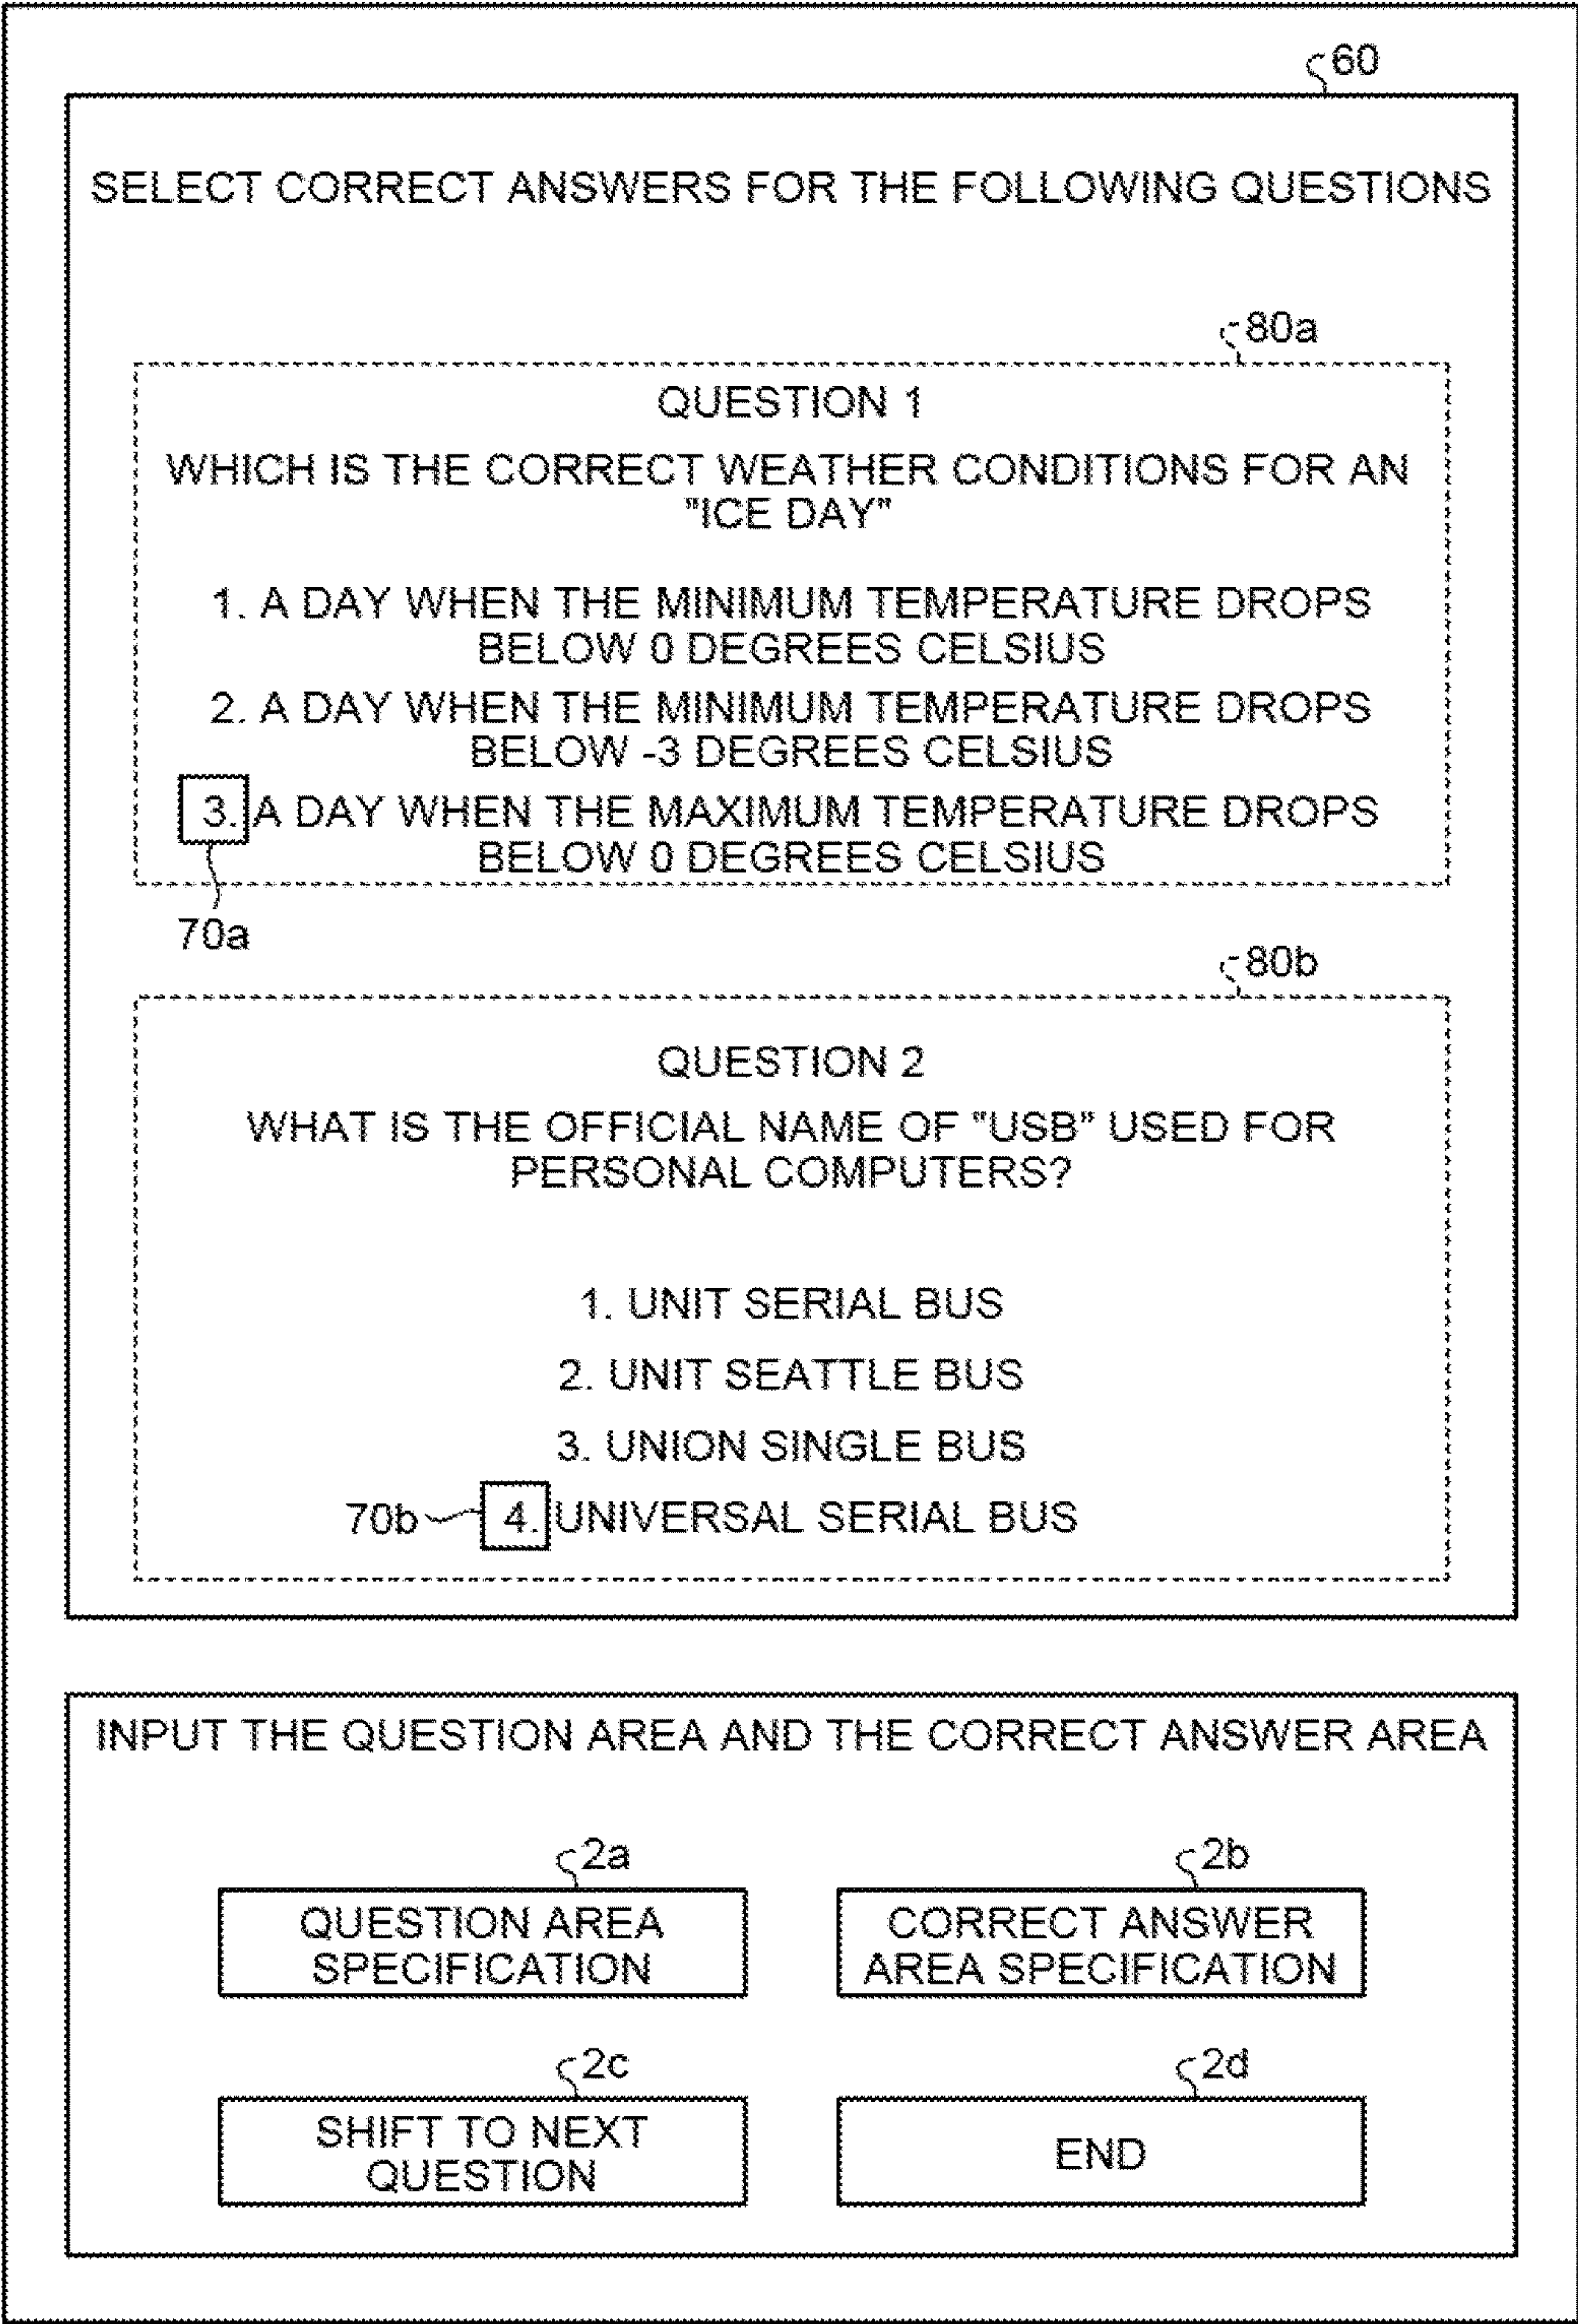 60
SELECT CORRECT ANSWERS FOR THE FOLLOWING QUESTIONS
80a
QUESTION 1
WHICH IS THE CORRECT WEATHER CONDITIONS FOR AN
"ICE DAY"
1. A DAY WHEN THE MINIMUM TEMPERATURE DROPS
BELOW 0 DEGREES CELSIUS
2. A DAY WHEN THE MINIMUM TEMPERATURE DROPS
BELOW -3 DEGREES CELSIUS
3. A DAY WHEN THE MAXIMUM TEMPERATURE DROPS
BELOW 0 DEGREES CELSIUS
70a
80b
QUESTION 2
WHAT IS THE OFFICIAL NAME OF "USB" USED FOR
PERSONAL COMPUTERS?
1. UNIT SERIAL BUS
2. UNIT SEATTLE BUS
3. UNION SINGLE BUS
70b 4. UNIVERSAL SERIAL BUS
INPUT THE QUESTION AREA AND THE CORRECT ANSWER AREA
2a
QUESTION AREA
SPECIFICATION
2b
CORRECT ANSWER
AREA SPECIFICATION
2c
SHIFT TO NEXT
QUESTION
2d
END